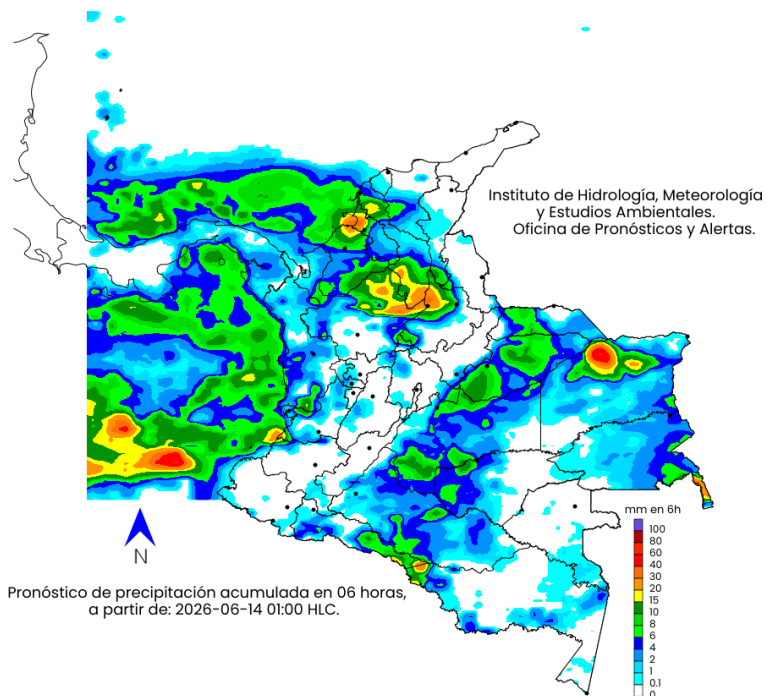 Instituto de Hidrología, Meteorología
y Estudios Ambientales.
Oficina de Pronósticos y Alertas.
N
Pronóstico de precipitación acumulada en 06 horas,
a partir de: 2026-06-14 01:00 HLC.
mm en 6h
100
80
60
40
30
20
15
10
8
6
4
2
1
0.1
0